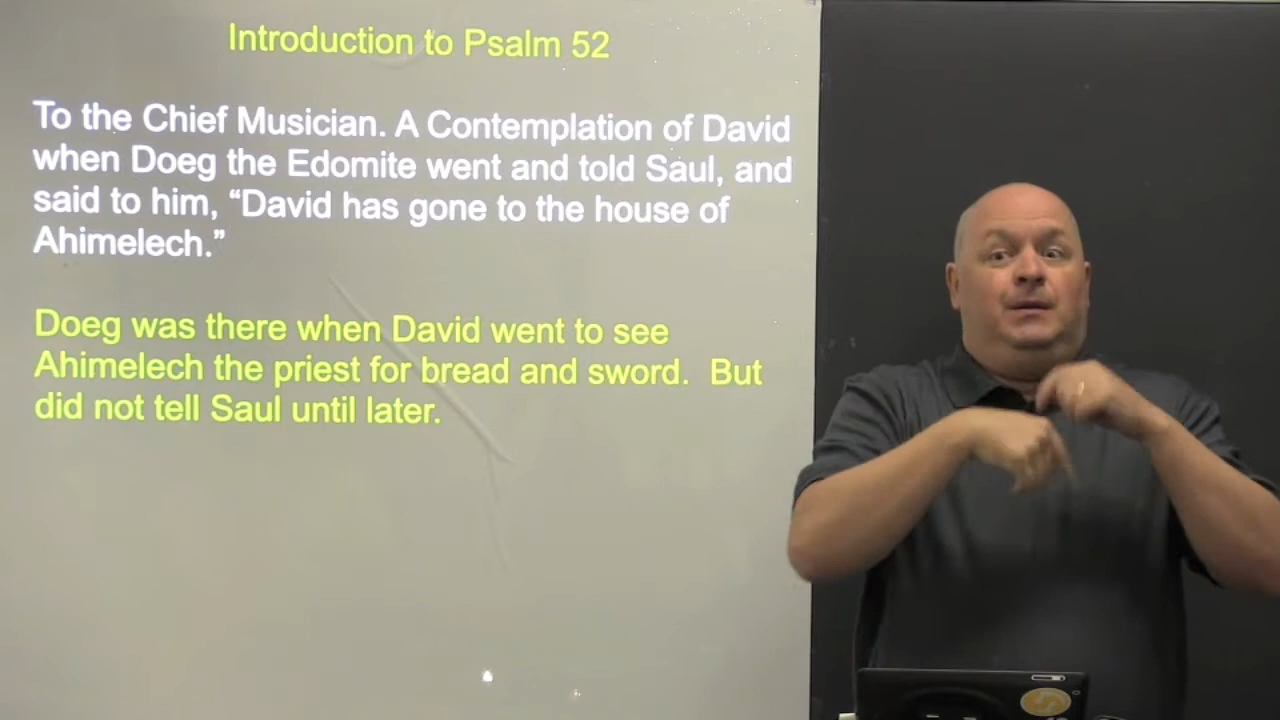 Introduction to Psalm 52
To the Chief Musician. A Contemplation of David
when Doeg the Edomite went and told Saul, and
said to him, “David has gone to the house of
Ahimelech.”
Doeg was there when David went to see
Ahimelech the priest for bread and sword.  But
did not tell Saul until later.